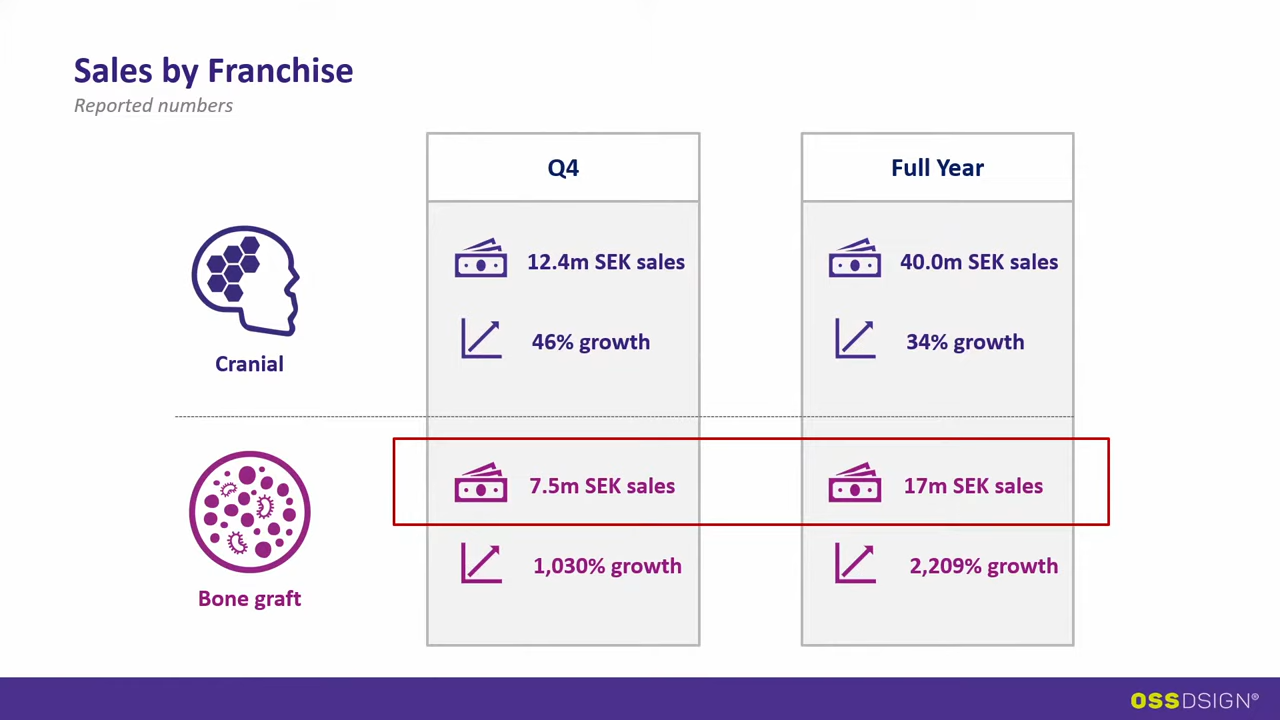 Sales by Franchise
Reported numbers
Q4
Full Year
12.4m SEK sales
40.0m SEK sales
46% growth
34% growth
Cranial
7.5m SEK sales
17m SEK sales
1,030% growth
2,209% growth
Bone graft
OSSDSIGN®